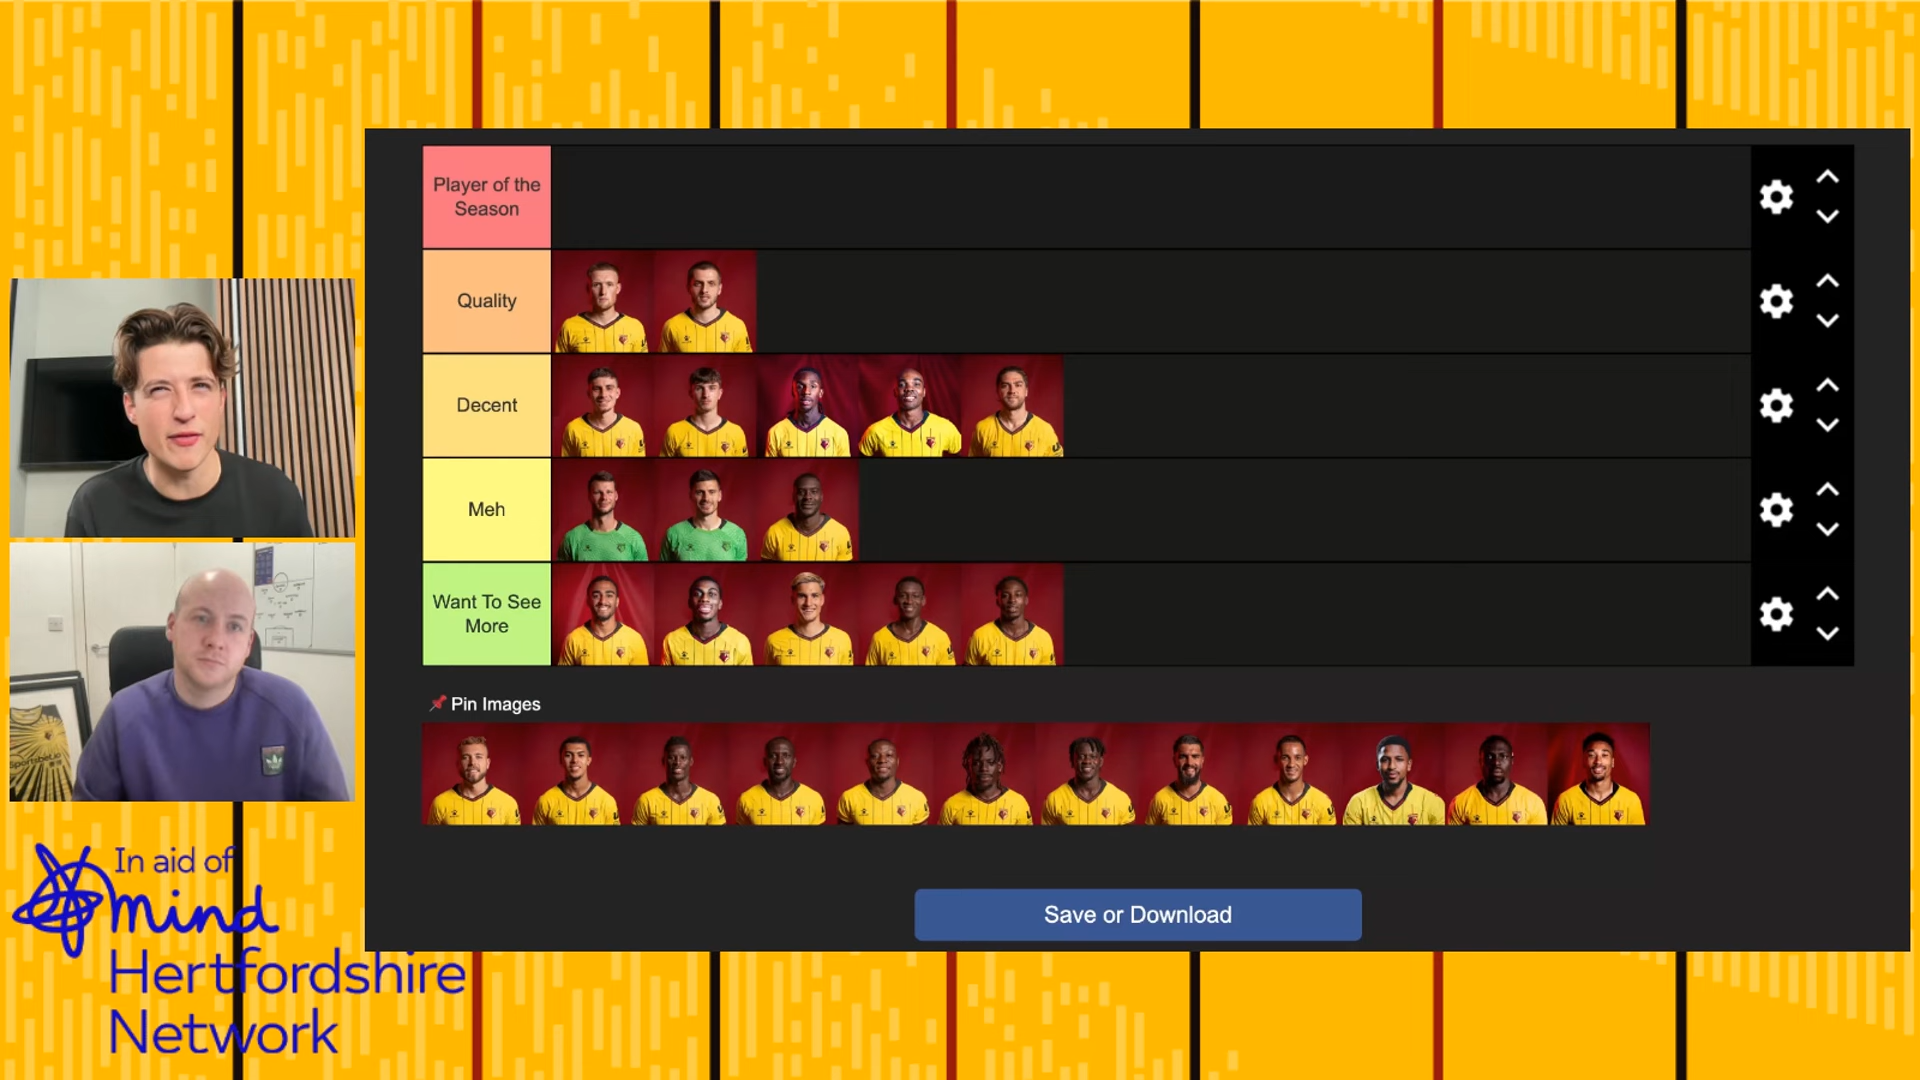 Player of the
Season
Quality
Decent
Meh
Want To See
More
Pin Images
Save or Download
In aid of
mind
Hertfordshire
Network